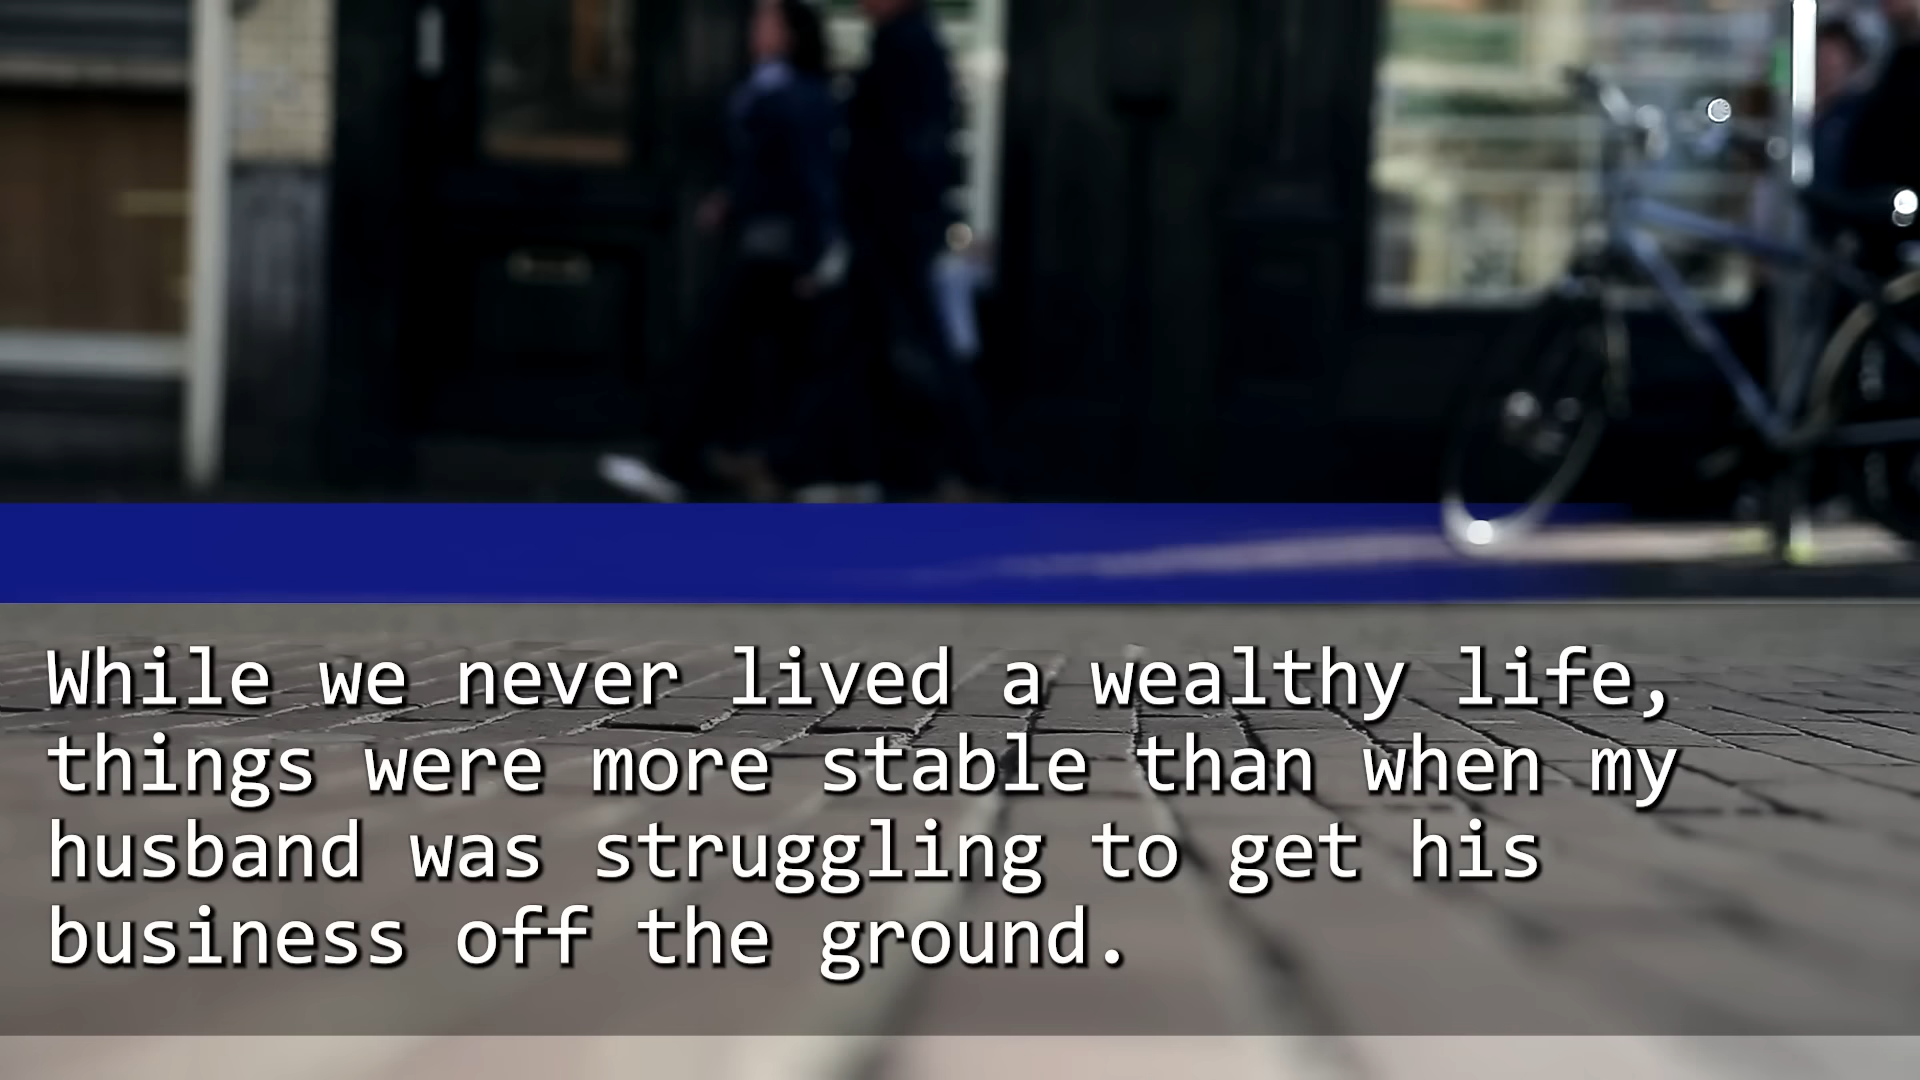 While we never lived a wealthy life,
things were more stable than when my
husband was struggling to get his
business off the ground.